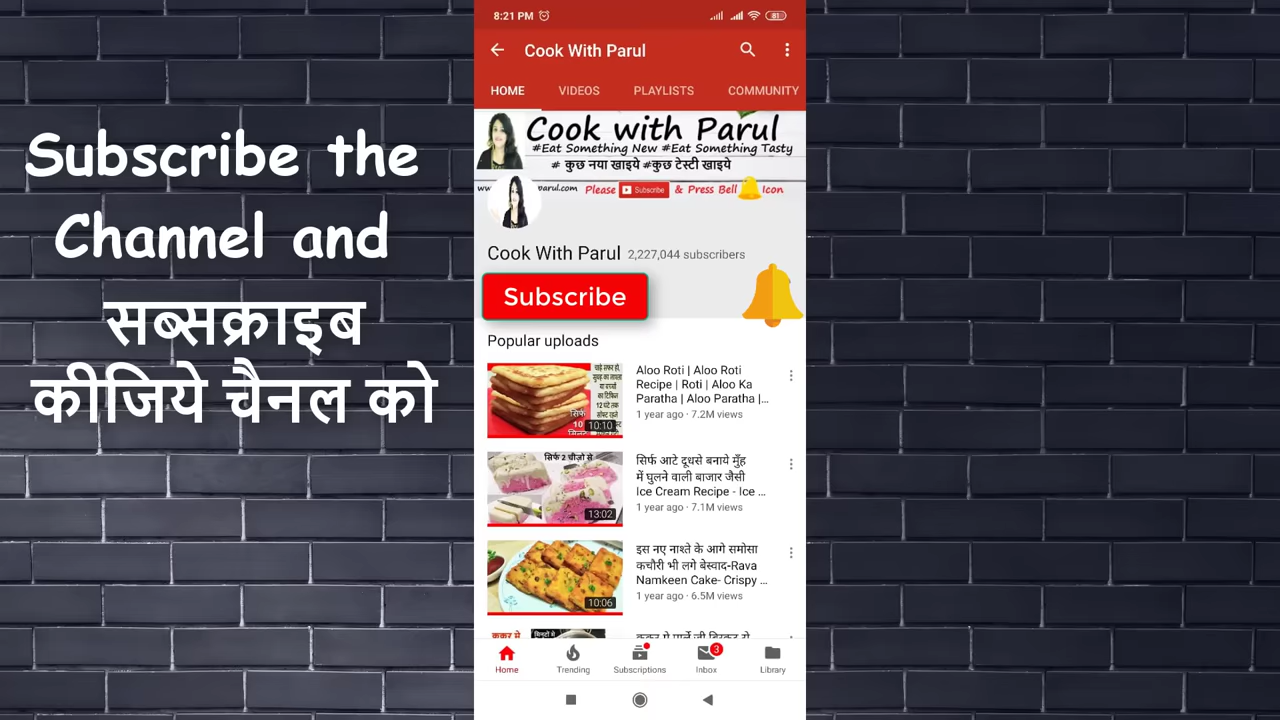 Subscribe the
Channel and
सब्सक्राइब
कीजिये चैनल को
8:21 PM
81
Cook With Parul
HOME VIDEOS PLAYLISTS COMMUNITY
Cook with Parul
#Eat Something New #Eat Something Tasty
# कुछ नया खाइये #कुछ टेस्टी खाइये
Please Subscribe & Press Bell Icon
Cook With Parul 2,227,044 subscribers
Subscribe
Popular uploads
सिर्फ
10
10:10
Aloo Roti | Aloo Roti
Recipe | Roti | Aloo Ka
Paratha | Aloo Paratha |...
1 year ago · 7.2M views
सिर्फ 2 चीज़ो से
13:02
सिर्फ आटे दूधसे बनाये मुँह
में घुलने वाली बाजार जैसी
Ice Cream Recipe - Ice ...
1 year ago · 7.1M views
10:06
इस नए नाश्ते के आगे समोसा
कचौरी भी लगे बेस्वाद-Rava
Namkeen Cake- Crispy ...
1 year ago · 6.5M views
3
Home Trending Subscriptions Inbox Library